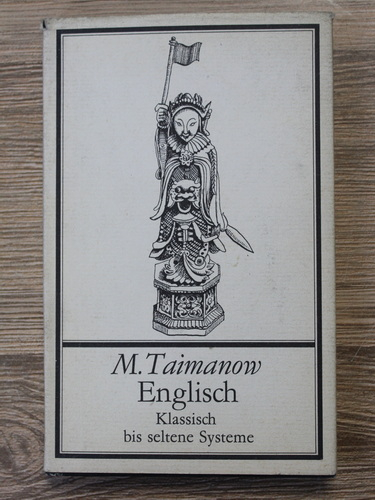 M. Taimanow
Englisch
Klassisch
bis seltene Systeme